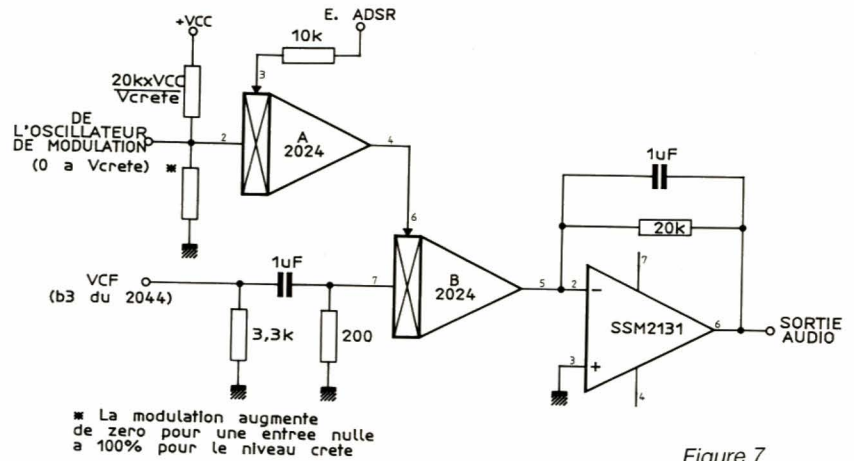 +VCC
E. ADSR
10k
3
20kxVCC
Vcrete
DE
L'OSCILLATEUR
DE MODULATION
(0 a Vcrete) *
2
A
2024
4
1uF
20k
6
VCF
(b3 du 2044)
1uF
7
B
2024
5
2
-
7
SSM2131
6
SORTIE
AUDIO
3
+
4
3,3k
200
* La modulation augmente
de zero pour une entree nulle
a 100% pour le niveau crete
Figure 7